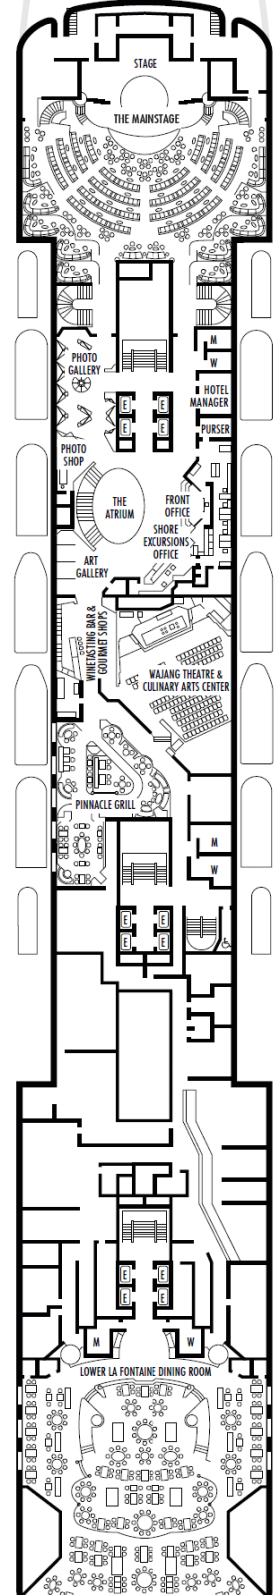 STAGE
THE MAINSTAGE
M
W
PHOTO
GALLERY
HOTEL
MANAGER
E E
E E
PURSER
PHOTO
SHOP
THE
ATRIUM
FRONT
OFFICE
SHORE
EXCURSIONS
OFFICE
ART
GALLERY
WINETASTING BAR &
GOURMET SHOPS
WAJANG THEATRE &
CULINARY ARTS CENTER
PINNACLE GRILL
M
W
E E
E E
E E
E E
M W
LOWER LA FONTAINE DINING ROOM